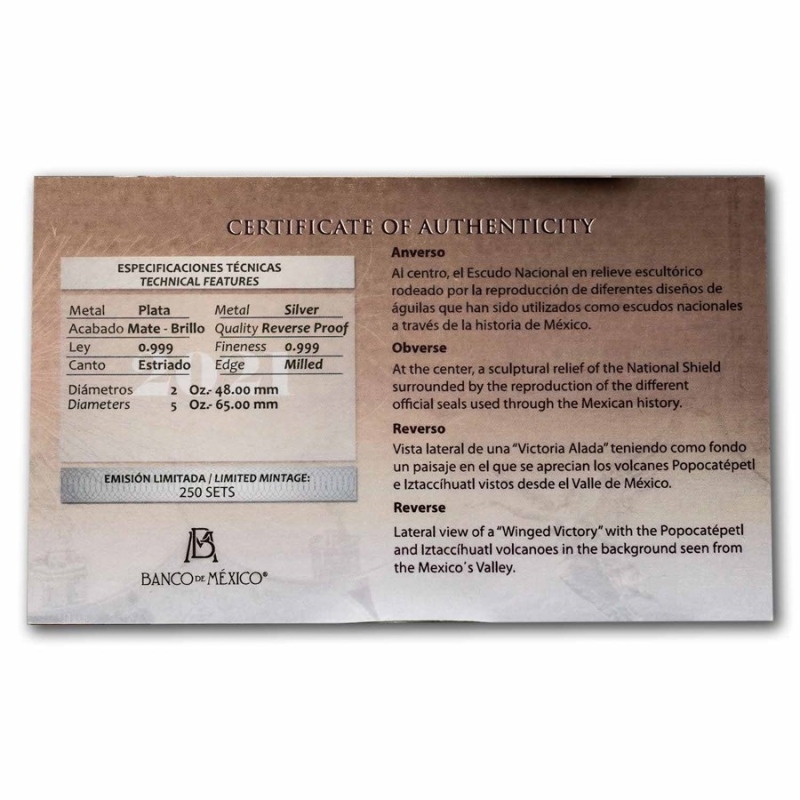 CERTIFICATE OF AUTHENTICITY
ESPECIFICACIONES TÉCNICAS
TECHNICAL FEATURES
Metal Plata Metal Silver
Acabado Mate - Brillo Quality Reverse Proof
Ley 0.999 Fineness 0.999
Canto Estriado Edge Milled
2021
Diámetros 2 Oz.- 48.00 mm
Diameters 5 Oz.- 65.00 mm
EMISIÓN LIMITADA / LIMITED MINTAGE:
250 SETS
BANCO DE MÉXICO®
Anverso
Al centro, el Escudo Nacional en relieve escultórico
rodeado por la reproducción de diferentes diseños de
águilas que han sido utilizados como escudos nacionales
a través de la historia de México.
Obverse
At the center, a sculptural relief of the National Shield
surrounded by the reproduction of the different
official seals used through the Mexican history.
Reverso
Vista lateral de una "Victoria Alada" teniendo como fondo
un paisaje en el que se aprecian los volcanes Popocatépetl
e Iztaccíhuatl vistos desde el Valle de México.
Reverse
Lateral view of a "Winged Victory" with the Popocatépetl
and Iztaccíhuatl volcanoes in the background seen from
the Mexico's Valley.